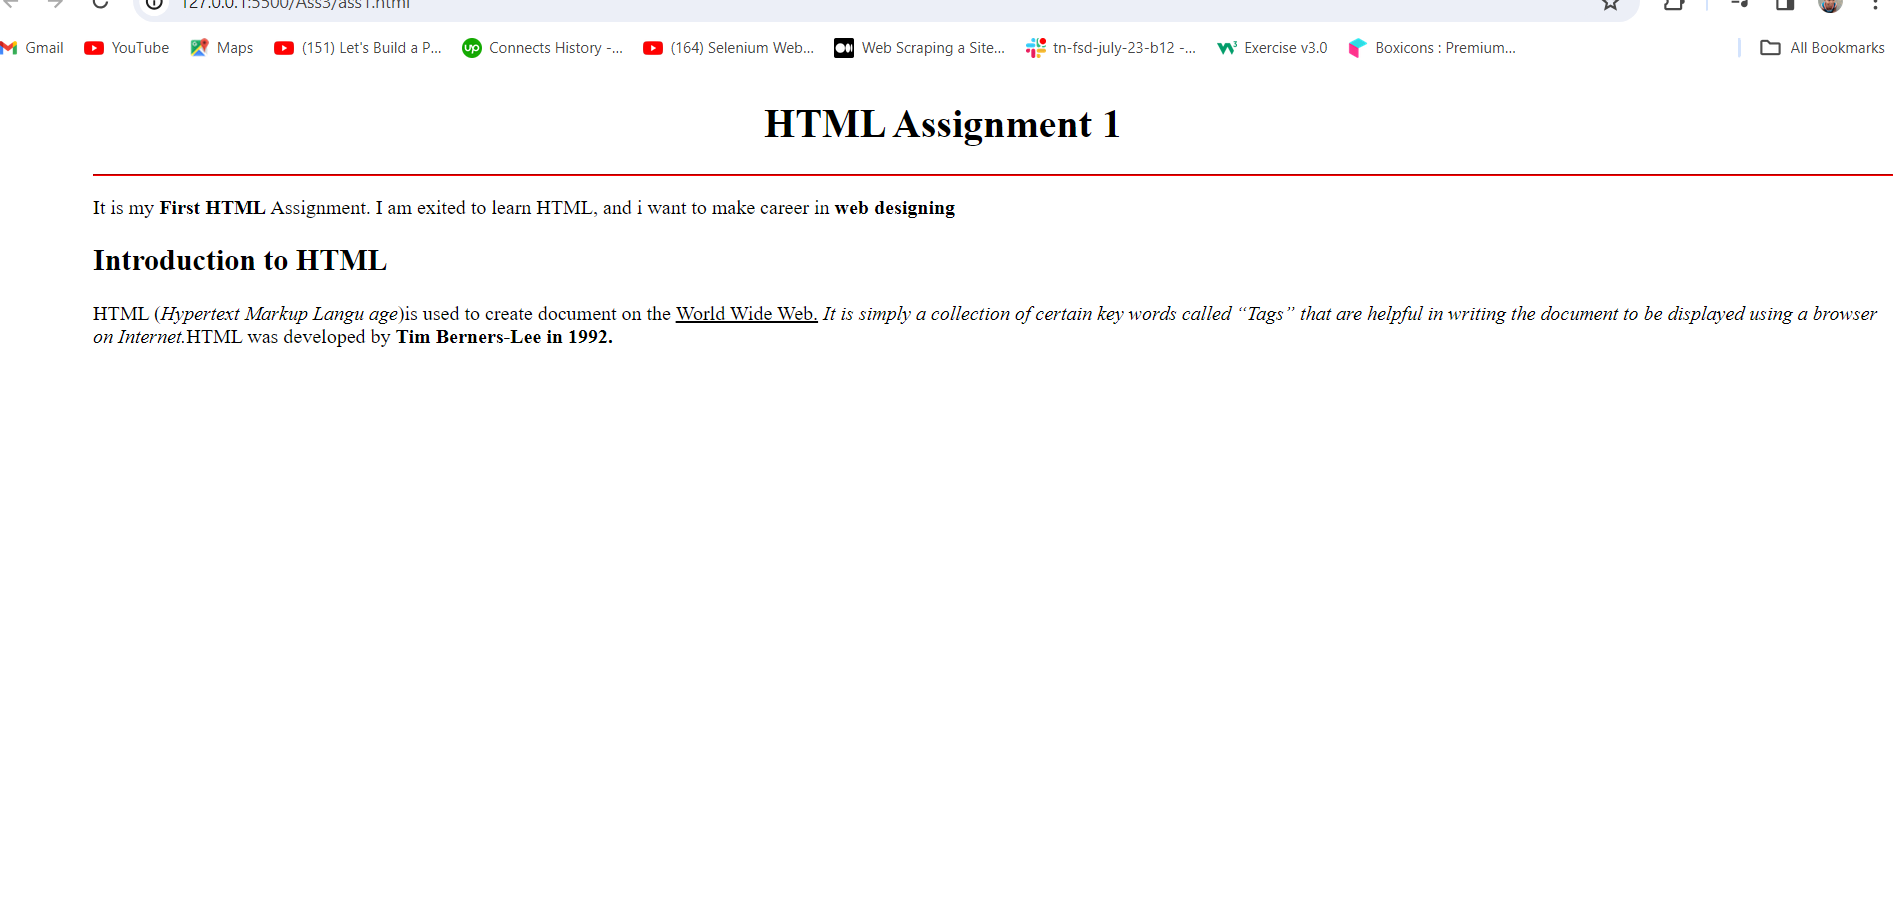 127.0.0.1:5500/Ass3/ass1.html
Gmail YouTube Maps (151) Let's Build a P... Connects History -... (164) Selenium Web... Web Scraping a Site... tn-fsd-july-23-b12 -... Exercise v3.0 Boxicons : Premium... All Bookmarks
HTML Assignment 1
It is my First HTML Assignment. I am exited to learn HTML, and i want to make career in web designing
Introduction to HTML
HTML (Hypertext Markup Langu age)is used to create document on the World Wide Web. It is simply a collection of certain key words called “Tags” that are helpful in writing the document to be displayed using a browser
on Internet.HTML was developed by Tim Berners-Lee in 1992.